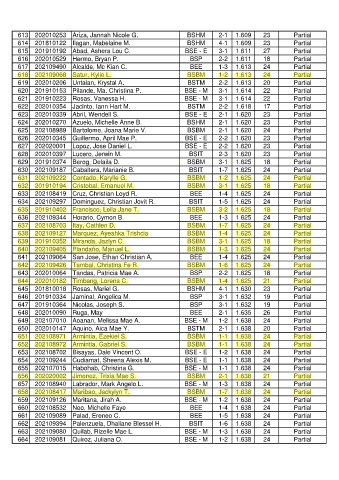 613 202010253 Ariza, Jannah Nicole G. BSHM 2-1 1.609 23 Partial
614 201810122 Ilagan, Mabelaine M. BSHM 4-1 1.609 23 Partial
615 201910192 Abad, Ashera Lou C. BSE - E 3-1 1.611 27 Partial
616 202010529 Hermo, Bryan P. BSP 2-2 1.611 18 Partial
617 202109490 Alcalde, Mc Kian C. BEE 1-3 1.613 24 Partial
618 202109068 Satur, Kylie L. BSBM 1-2 1.613 24 Partial
619 202010206 Untalan, Krystal A. BSTM 2-2 1.613 20 Partial
620 201910153 Pilande, Ma. Christina P. BSE - M 3-1 1.614 22 Partial
621 201910223 Rosas, Vanessa H. BSE - M 3-1 1.614 22 Partial
622 202010354 Jacinto, Iann Hart M. BSTM 2-2 1.618 17 Partial
623 202010339 Abril, Wendell S. BSE - E 2-1 1.620 23 Partial
624 202010270 Azuelo, Michelle Anne B. BSHM 2-1 1.620 23 Partial
625 202108989 Bartolome, Joana Marie V. BSBM 2-1 1.620 24 Partial
626 202010345 Guillermo, April Mae P. BSE - E 2-2 1.620 23 Partial
627 202020001 Lopoz, Jose Daniel L. BSE - E 2-2 1.620 23 Partial
628 202010397 Lucero, Jerwin M. BSIT 2-3 1.620 23 Partial
629 201910374 Berog, Delaila D. BSBM 3-1 1.625 18 Partial
630 202109187 Caballera, Marianie B. BSIT 1-7 1.625 24 Partial
631 202109222 Contado, Karylle G. BSBM 1-2 1.625 24 Partial
632 201910194 Cristobal, Emanuel M. BSBM 3-1 1.625 18 Partial
633 202108419 Cruz, Christian Loyd R. BEE 1-4 1.625 24 Partial
634 202109297 Dominguez, Christian Jovit R. BSIT 1-5 1.625 24 Partial
635 201910402 Francisco, Leila Jane T. BSBM 3-2 1.625 18 Partial
636 202109344 Horario, Cymon B BEE 1-3 1.625 24 Partial
637 202108703 Itay, Cathlen D. BSBM 1-7 1.625 24 Partial
638 202109127 Marquez, Ayeahka Trishcia BSBM 1-4 1.625 24 Partial
639 201910352 Miranda, Jazlyn C. BSBM 3-1 1.625 18 Partial
640 202109405 Plandaño, Manuel L. BSBM 1-3 1.625 24 Partial
641 202109064 San Jose, Ethan Christian A. BEE 1-4 1.625 24 Partial
642 202109426 Tambal, Christina Fe R. BSBM 1-6 1.625 24 Partial
643 202010064 Tandas, Patricia Mae A. BSP 2-2 1.625 18 Partial
644 202010182 Timbang, Lorena C. BSBM 1-4 1.625 21 Partial
645 201810018 Rosas, Mariel G. BSHM 4-1 1.630 23 Partial
646 201910334 Jaminal, Angelica M. BSP 3-1 1.632 19 Partial
647 201910364 Nicolas, Joseph S. BSP 3-1 1.632 19 Partial
648 202010090 Ruga, May BEE 2-1 1.635 26 Partial
649 202107010 Aoanan, Melissa Mae A. BSE - M 1-2 1.638 24 Partial
650 202010147 Aquino, Aica Mae Y. BSTM 2-1 1.638 20 Partial
651 202108971 Armintia, Ezekiel S. BSBM 1-1 1.638 24 Partial
652 202108972 Armintia, Gabriel S. BSBM 1-1 1.638 24 Partial
653 202108702 Bisayas, Dale Vincent O. BSE - E 1-2 1.638 24 Partial
654 202109244 Cudiamat, Sheena Alexis M. BSE - E 1-1 1.638 24 Partial
655 202107015 Habohab, Christina G. BSE - M 1-1 1.638 24 Partial
656 202020002 Jimenez, Trixia Mae S. BSBM 2-1 1.638 21 Partial
657 202108940 Labrador, Mark Angelo L. BSE - M 1-3 1.638 24 Partial
658 202108417 Maribao, Jackylyn T. BSBM 1-7 1.638 24 Partial
659 202109126 Maritana, Jirah A. BSE - M 1-2 1.638 24 Partial
660 202108532 Neo, Michelle Faye BEE 1-4 1.638 24 Partial
661 202109089 Palad, Ereneo C. BEE 1-5 1.638 24 Partial
662 202109394 Palenzuela, Dhaliane Blessel H. BSIT 1-6 1.638 24 Partial
663 202109080 Quillab, Rizelle Mae L. BSE - M 1-3 1.638 24 Partial
664 202109081 Quiroz, Juliana O. BSE - M 1-2 1.638 24 Partial